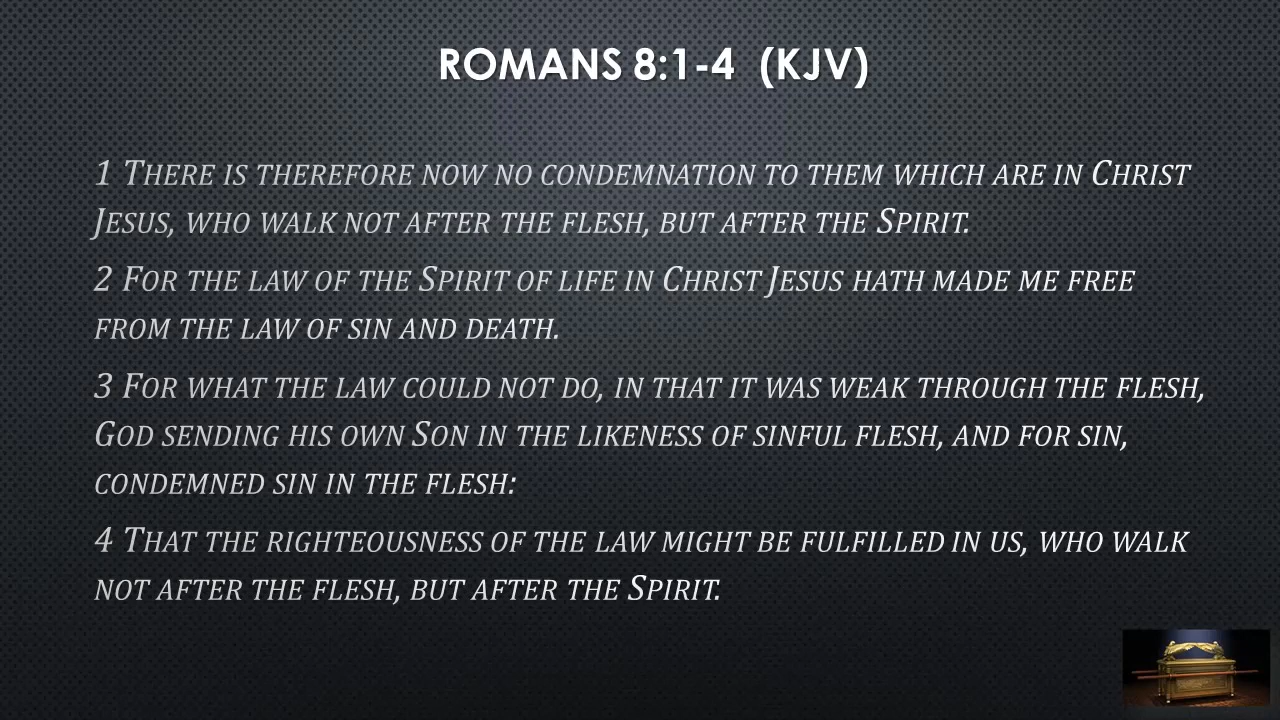 ROMANS 8:1-4 (KJV)
1 THERE IS THEREFORE NOW NO CONDEMNATION TO THEM WHICH ARE IN CHRIST
JESUS, WHO WALK NOT AFTER THE FLESH, BUT AFTER THE SPIRIT.
2 FOR THE LAW OF THE SPIRIT OF LIFE IN CHRIST JESUS HATH MADE ME FREE
FROM THE LAW OF SIN AND DEATH.
3 FOR WHAT THE LAW COULD NOT DO, IN THAT IT WAS WEAK THROUGH THE FLESH,
GOD SENDING HIS OWN SON IN THE LIKENESS OF SINFUL FLESH, AND FOR SIN,
CONDEMNED SIN IN THE FLESH:
4 THAT THE RIGHTEOUSNESS OF THE LAW MIGHT BE FULFILLED IN US, WHO WALK
NOT AFTER THE FLESH, BUT AFTER THE SPIRIT.